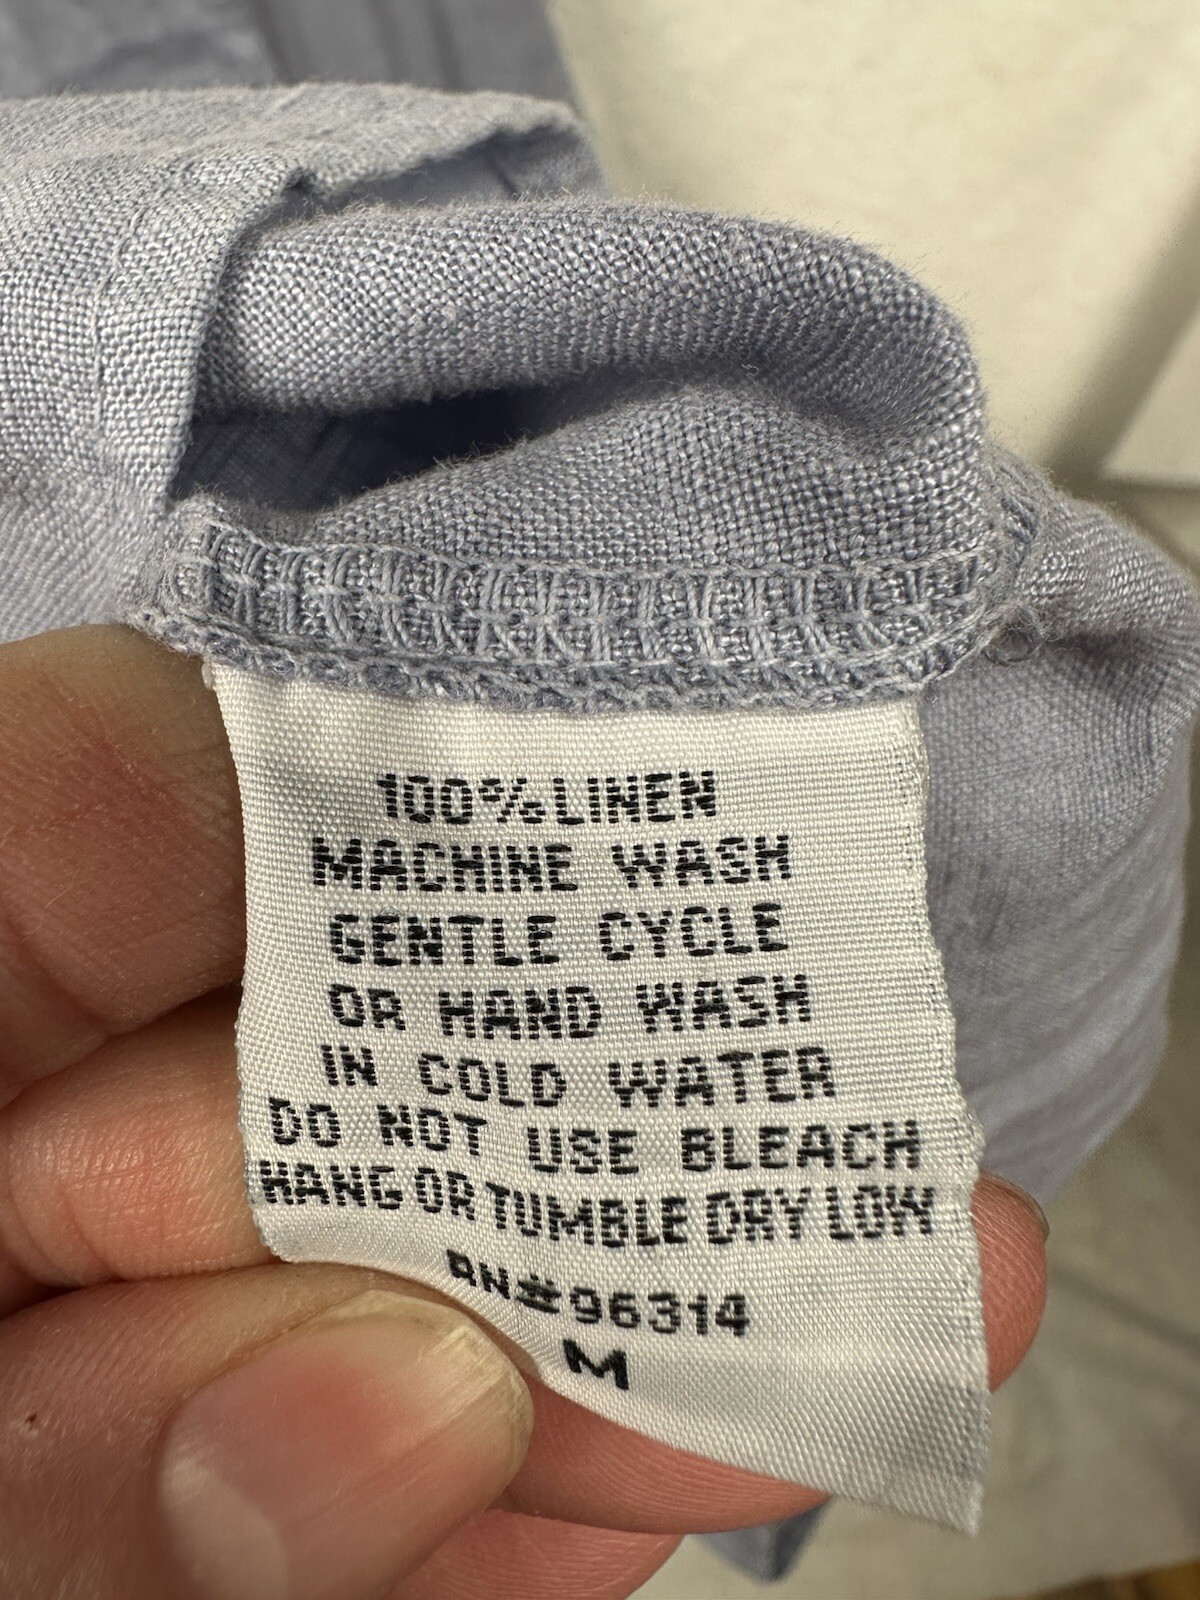 100%LINEN
MACHINE WASH
GENTLE CYCLE
OR HAND WASH
IN COLD WATER
DO NOT USE BLEACH
HANG OR TUMBLE DRY LOW
RN#96314
M